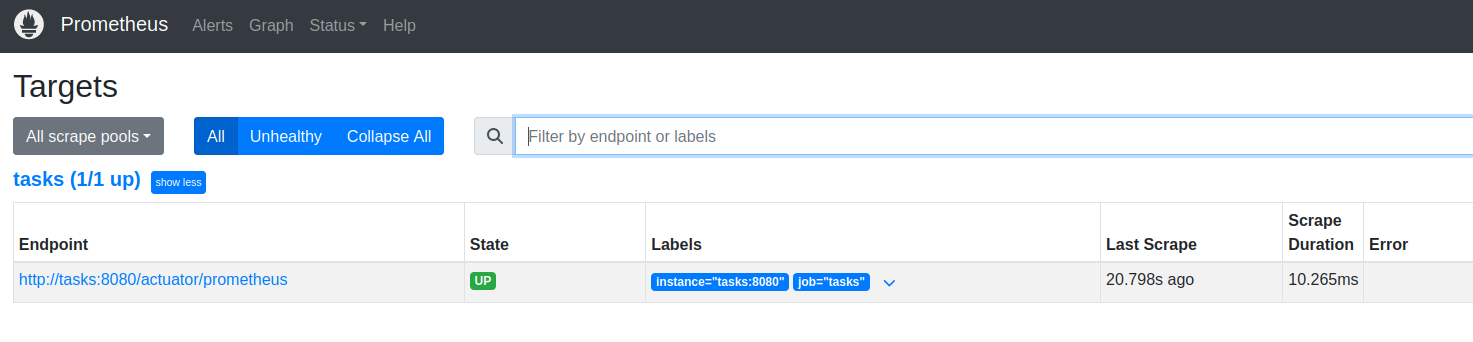 Prometheus Alerts Graph Status Help
Targets
All scrape pools All Unhealthy Collapse All Filter by endpoint or labels
tasks (1/1 up) show less
Endpoint State Labels Last Scrape Scrape Duration Error
http://tasks:8080/actuator/prometheus UP instance="tasks:8080" job="tasks" 20.798s ago 10.265ms